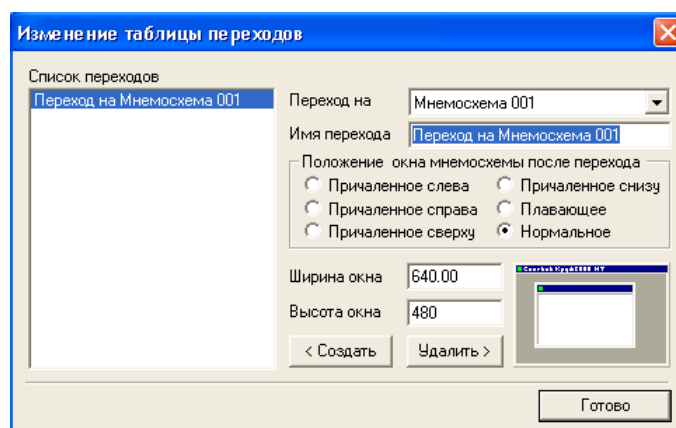 Изменение таблицы переходов
Список переходов
Переход на Мнемосхема 001
Переход на
Мнемосхема 001
Имя перехода
Переход на Мнемосхема 001
Положение окна мнемосхемы после перехода
Причаленное слева
Причаленное снизу
Причаленное справа
Плавающее
Причаленное сверху
Нормальное
Ширина окна
640.00
Высота окна
480
< Создать
Удалить >
Готово